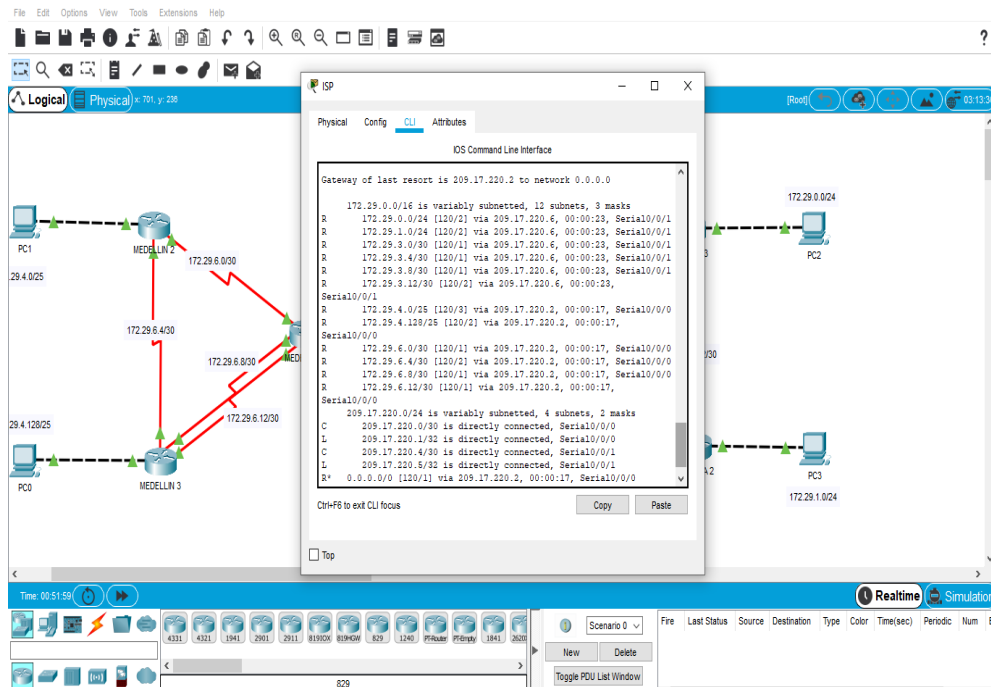 File Edit Options View Tools Extensions Help
?
Logical Physical x: 701, y: 236 [Root] 03:13:3
ISP
Physical Config CLI Attributes
IOS Command Line Interface
Gateway of last resort is 209.17.220.2 to network 0.0.0.0
172.29.0.0/16 is variably subnetted, 12 subnets, 3 masks
R 172.29.0.0/24 [120/2] via 209.17.220.6, 00:00:23, Serial0/0/1
R 172.29.1.0/24 [120/2] via 209.17.220.6, 00:00:23, Serial0/0/1
R 172.29.3.0/30 [120/1] via 209.17.220.6, 00:00:23, Serial0/0/1
R 172.29.3.4/30 [120/1] via 209.17.220.6, 00:00:23, Serial0/0/1
R 172.29.3.8/30 [120/1] via 209.17.220.6, 00:00:23, Serial0/0/1
R 172.29.3.12/30 [120/2] via 209.17.220.6, 00:00:23,
Serial0/0/1
R 172.29.4.0/25 [120/3] via 209.17.220.2, 00:00:17, Serial0/0/0
R 172.29.4.128/25 [120/2] via 209.17.220.2, 00:00:17,
Serial0/0/0
R 172.29.6.0/30 [120/1] via 209.17.220.2, 00:00:17, Serial0/0/0
R 172.29.6.4/30 [120/2] via 209.17.220.2, 00:00:17, Serial0/0/0
R 172.29.6.8/30 [120/1] via 209.17.220.2, 00:00:17, Serial0/0/0
R 172.29.6.12/30 [120/1] via 209.17.220.2, 00:00:17,
Serial0/0/0
209.17.220.0/24 is variably subnetted, 4 subnets, 2 masks
C 209.17.220.0/30 is directly connected, Serial0/0/0
L 209.17.220.1/32 is directly connected, Serial0/0/0
C 209.17.220.4/30 is directly connected, Serial0/0/1
L 209.17.220.5/32 is directly connected, Serial0/0/1
R* 0.0.0.0/0 [120/1] via 209.17.220.2, 00:00:17, Serial0/0/0
Ctrl+F6 to exit CLI focus
Copy Paste
Top
PC1
.29.4.0/25
MEDELLIN 2
172.29.6.0/30
172.29.6.4/30
172.29.6.8/30
MED
172.29.6.12/30
29.4.128/25
PC0
MEDELLIN 3
172.29.0.0/24
3
PC2
/30
A 2
PC3
172.29.1.0/24
Time: 00:51:59 Realtime Simulation
4331 4321 1941 2901 2911 819IOX 819HGW 829 1240 PT-Router PT-Empty 1841 2620
829
Scenario 0
New Delete
Toggle PDU List Window
Fire Last Status Source Destination Type Color Time(sec) Periodic Num E